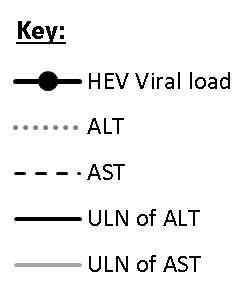 Key:
HEV Viral load
ALT
AST
ULN of ALT
ULN of AST